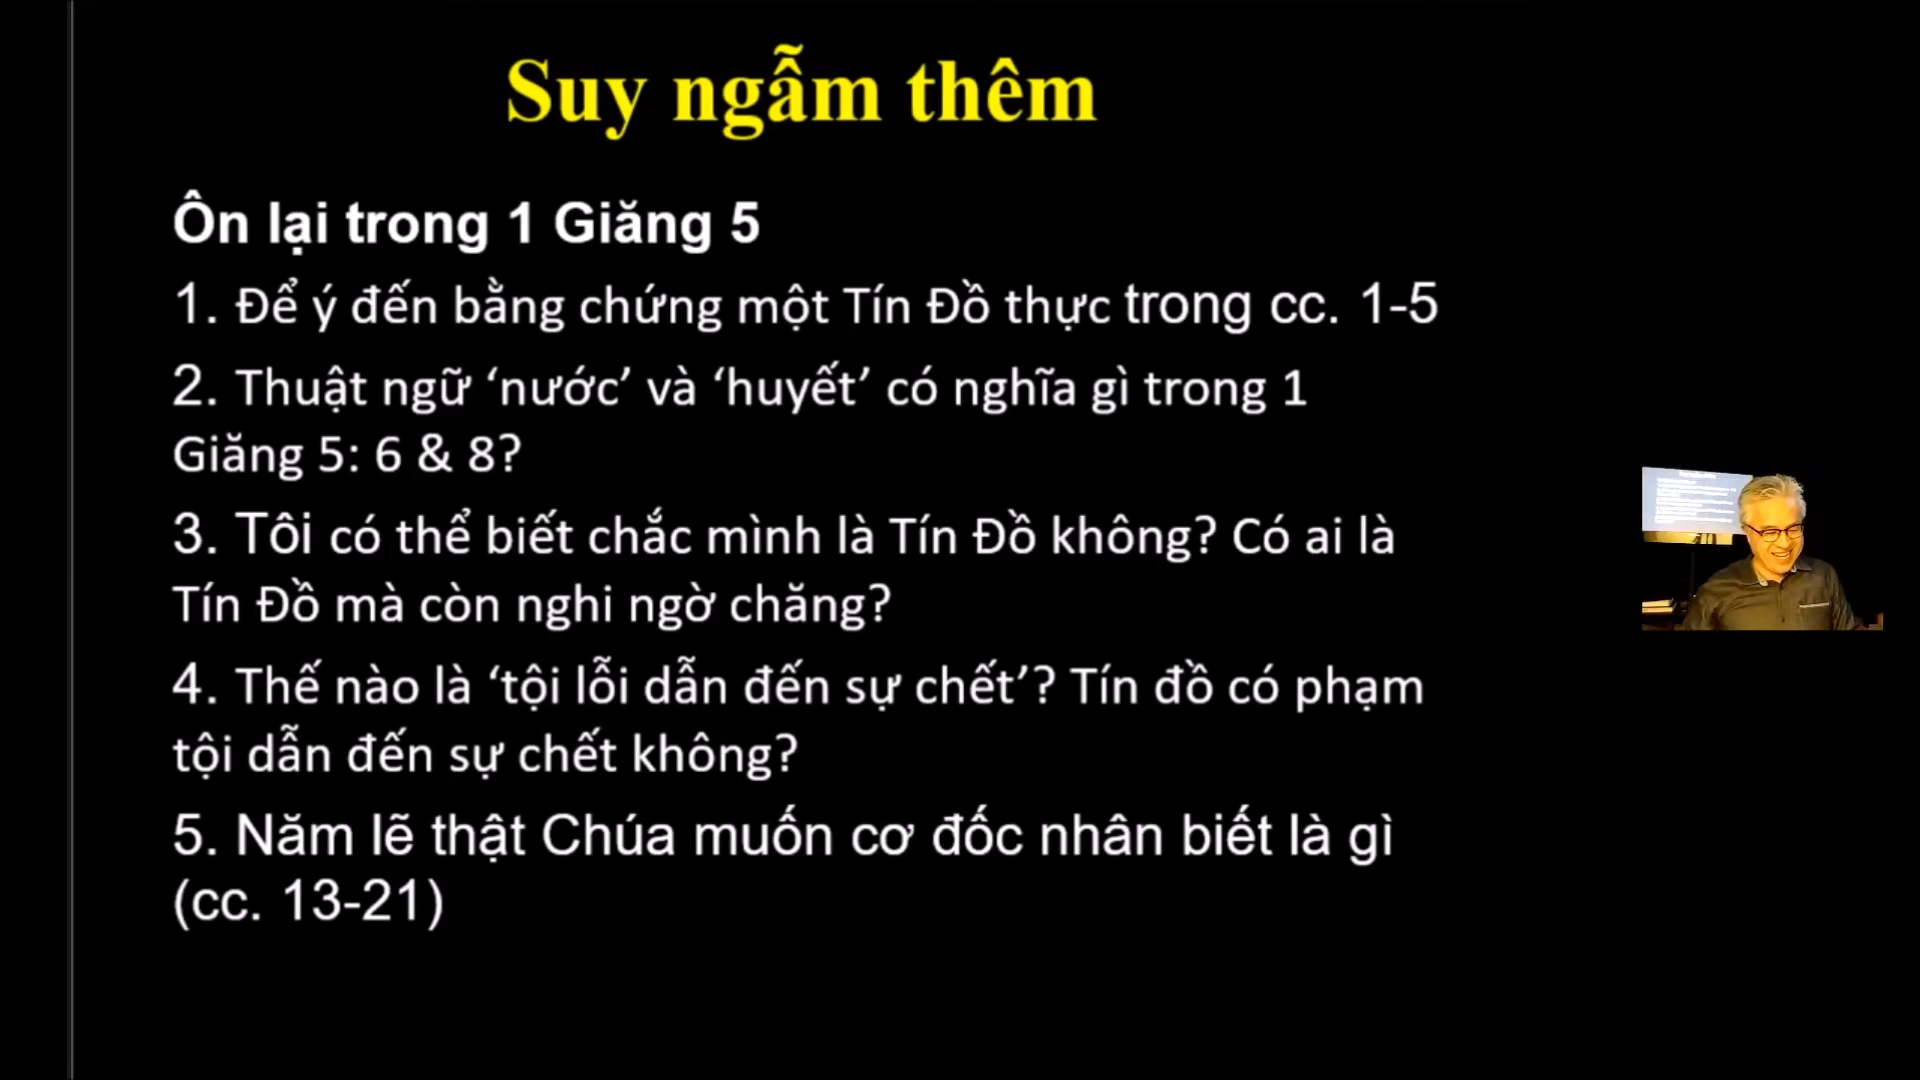 Suy ngẫm thêm
Ôn lại trong 1 Giăng 5
1. Để ý đến bằng chứng một Tín Đồ thực trong cc. 1-5
2. Thuật ngữ ‘nước’ và ‘huyết’ có nghĩa gì trong 1
Giăng 5: 6 & 8?
3. Tôi có thể biết chắc mình là Tín Đồ không? Có ai là
Tín Đồ mà còn nghi ngờ chăng?
4. Thế nào là ‘tội lỗi dẫn đến sự chết’? Tín đồ có phạm
tội dẫn đến sự chết không?
5. Năm lẽ thật Chúa muốn cơ đốc nhân biết là gì
(cc. 13-21)